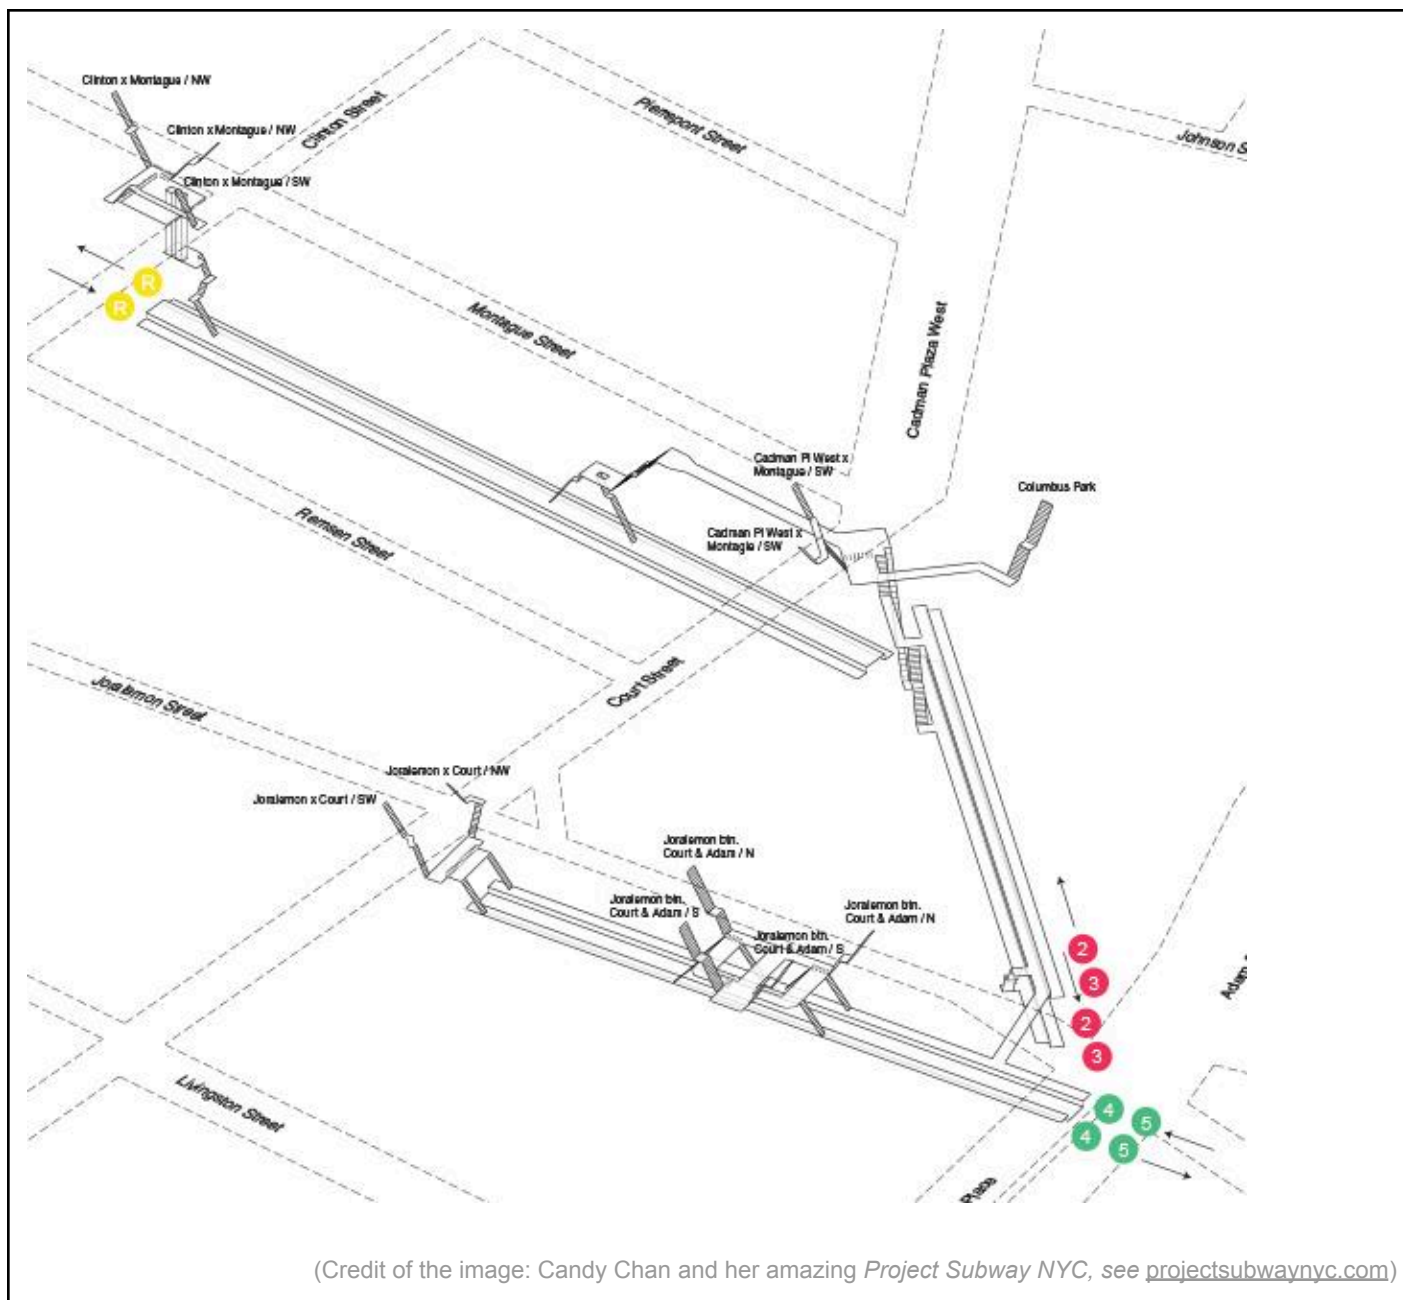 Clinton x Montague / NW
Clinton x Montague / NW
Clinton x Montague / SW
Clinton Street
Pierrepont Street
Johnson S
R
R
Montague Street
Cadman Plaza West
Cadman Pl West x
Montague / SW
Cadman Pl West x
Montagle / SW
Columbus Park
Remsen Street
Court Street
Joralemon Street
Joralemon x Court / NW
Joralemon x Court / SW
Joralemon btn.
Court & Adam / N
Joralemon btn.
Court & Adam / S
Joralemon btn.
Court & Adam / S
Joralemon btn.
Court & Adam / N
2
3
2
3
Adam
4
5
4
5
Livingston Street
Place
(Credit of the image: Candy Chan and her amazing Project Subway NYC, see projectsubwaynyc.com)